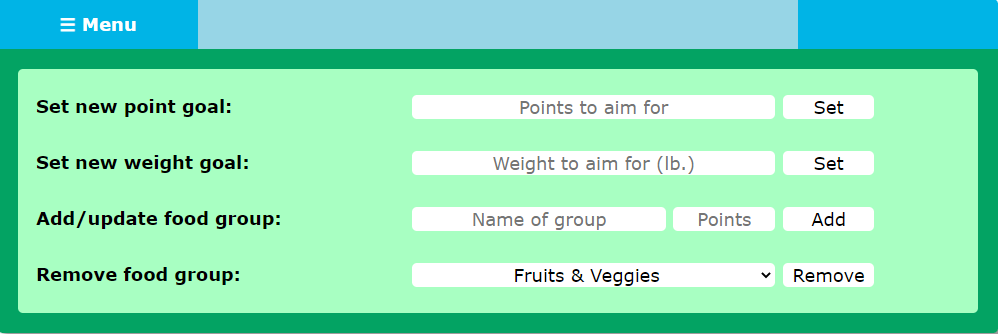 ☰ Menu
Set new point goal: Points to aim for Set
Set new weight goal: Weight to aim for (lb.) Set
Add/update food group: Name of group Points Add
Remove food group: Fruits & Veggies Remove